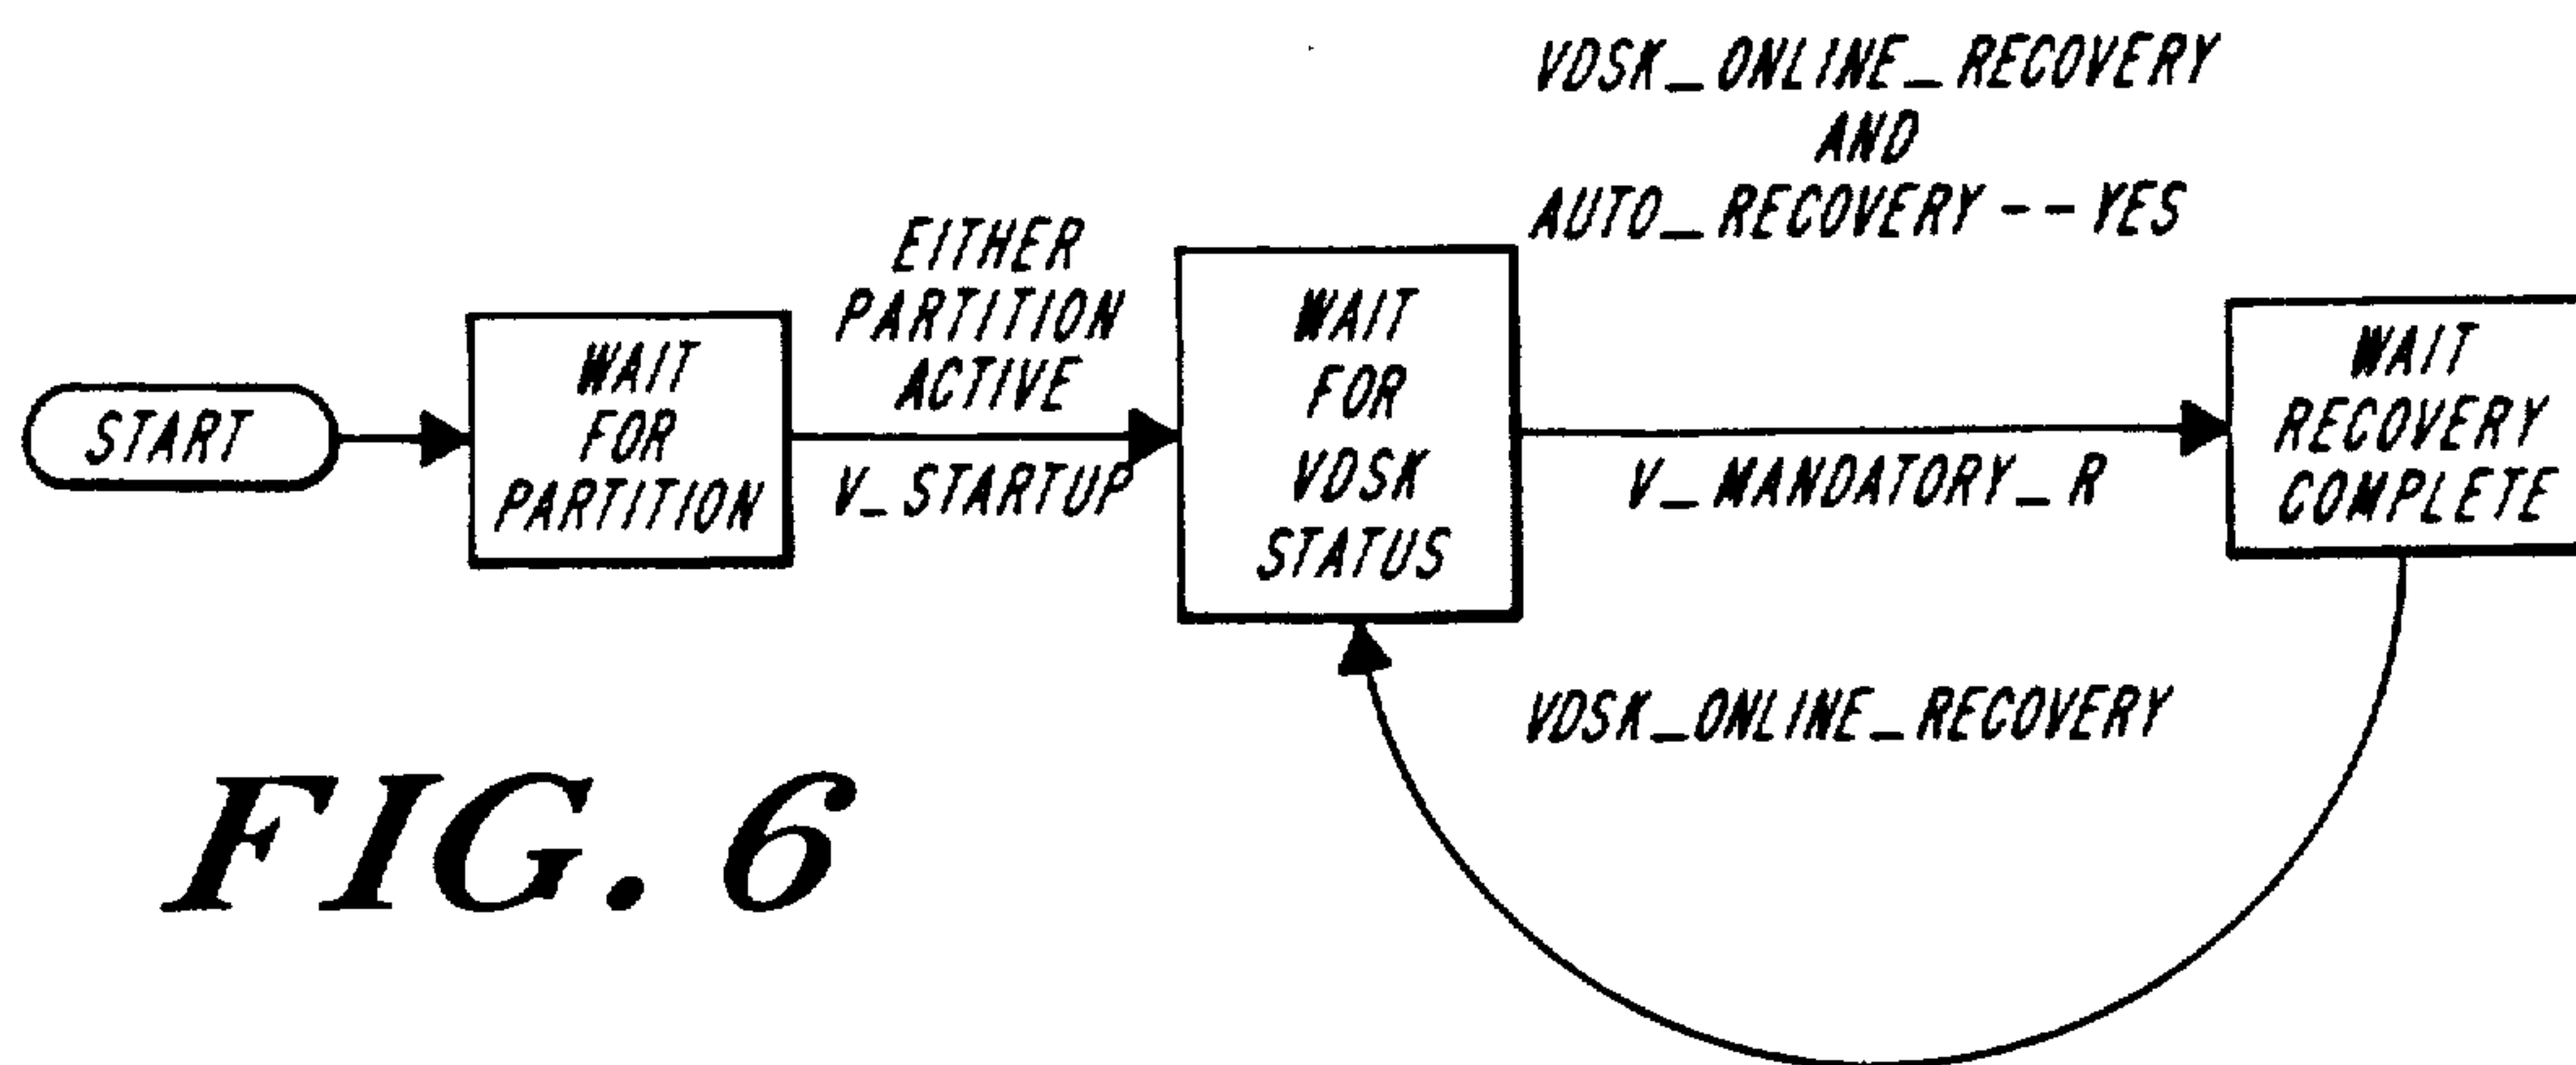 START
WAIT
FOR
PARTITION
EITHER
PARTITION
ACTIVE
V_STARTUP
WAIT
FOR
VDSK
STATUS
VDSK_ONLINE_RECOVERY
AND
AUTO_RECOVERY--YES
V_MANDATORY_R
WAIT
RECOVERY
COMPLETE
VDSK_ONLINE_RECOVERY
FIG. 6